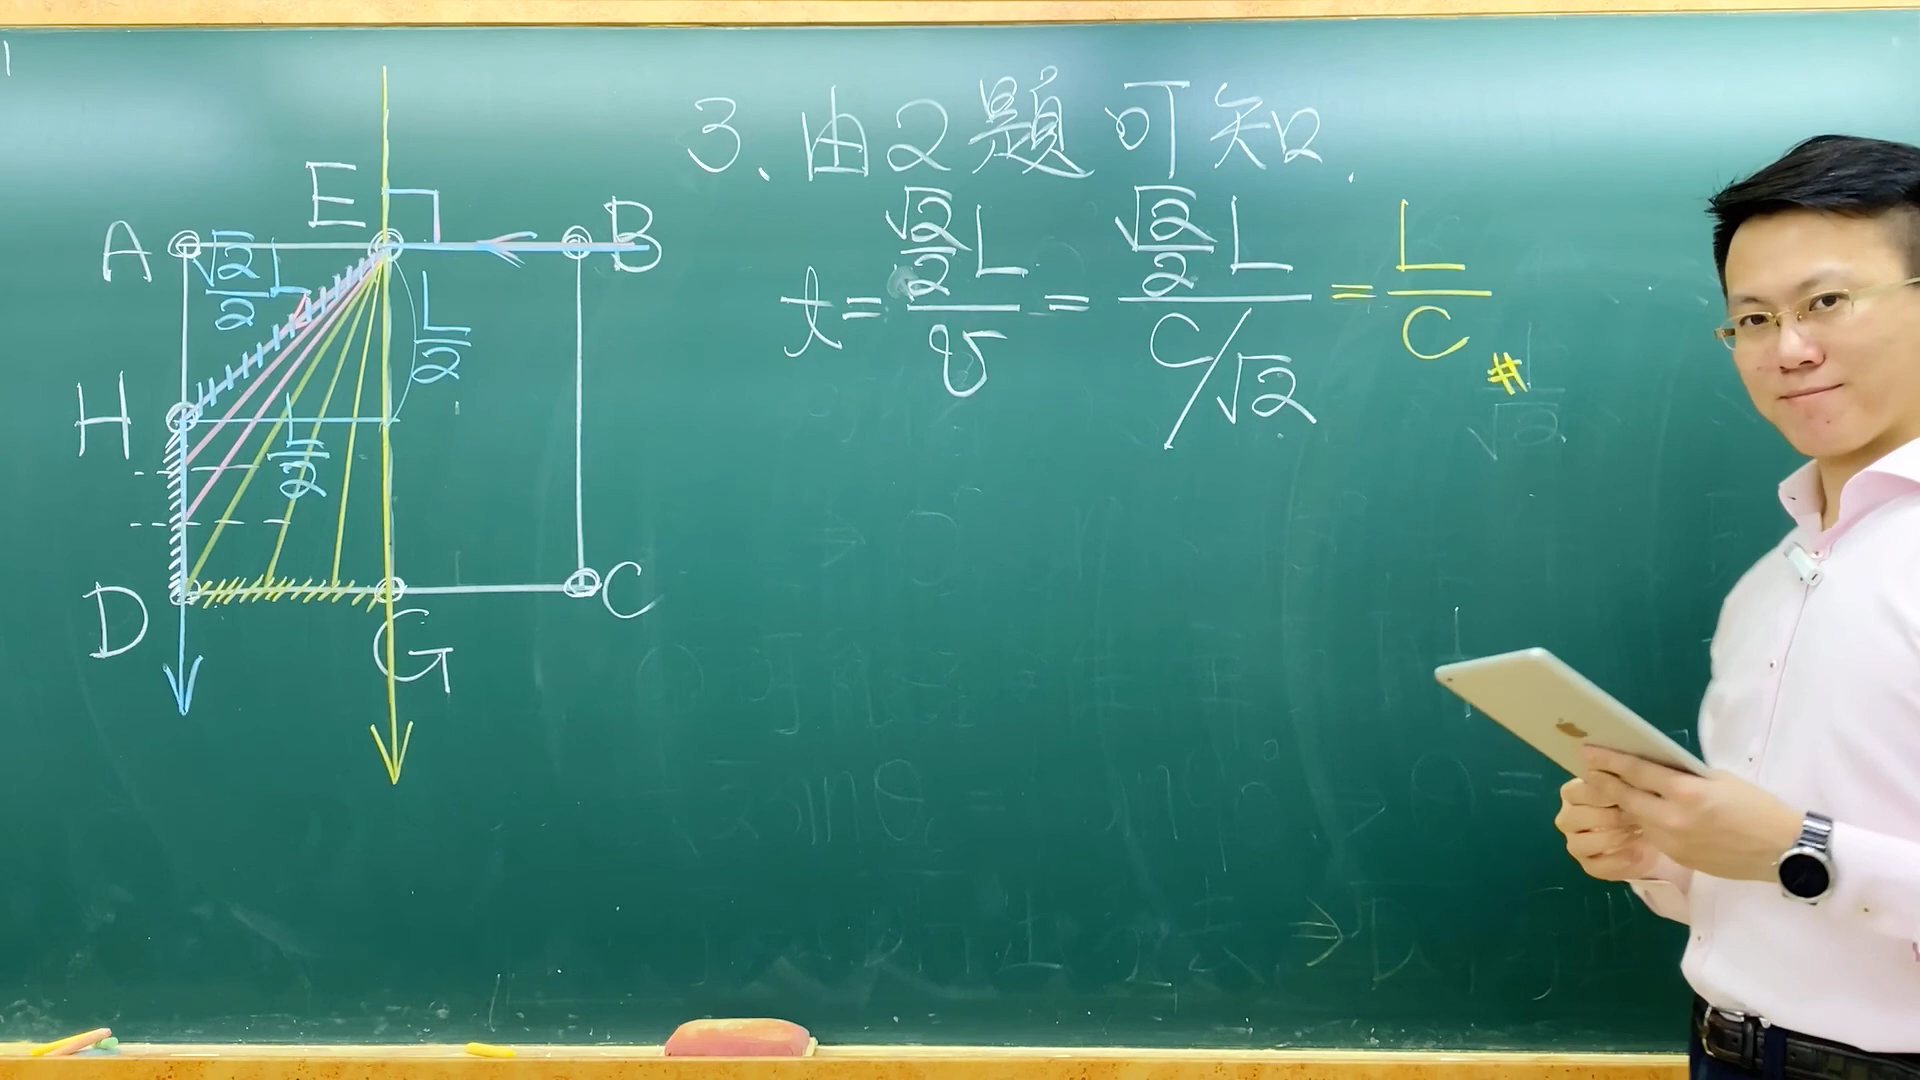 3、由2題可知.
t = (√2/2 L)/v = (√2/2 L)/(C/√2) = L/C #
E
A
B
√2/2 L
L/2
H
L/2
D
G
C